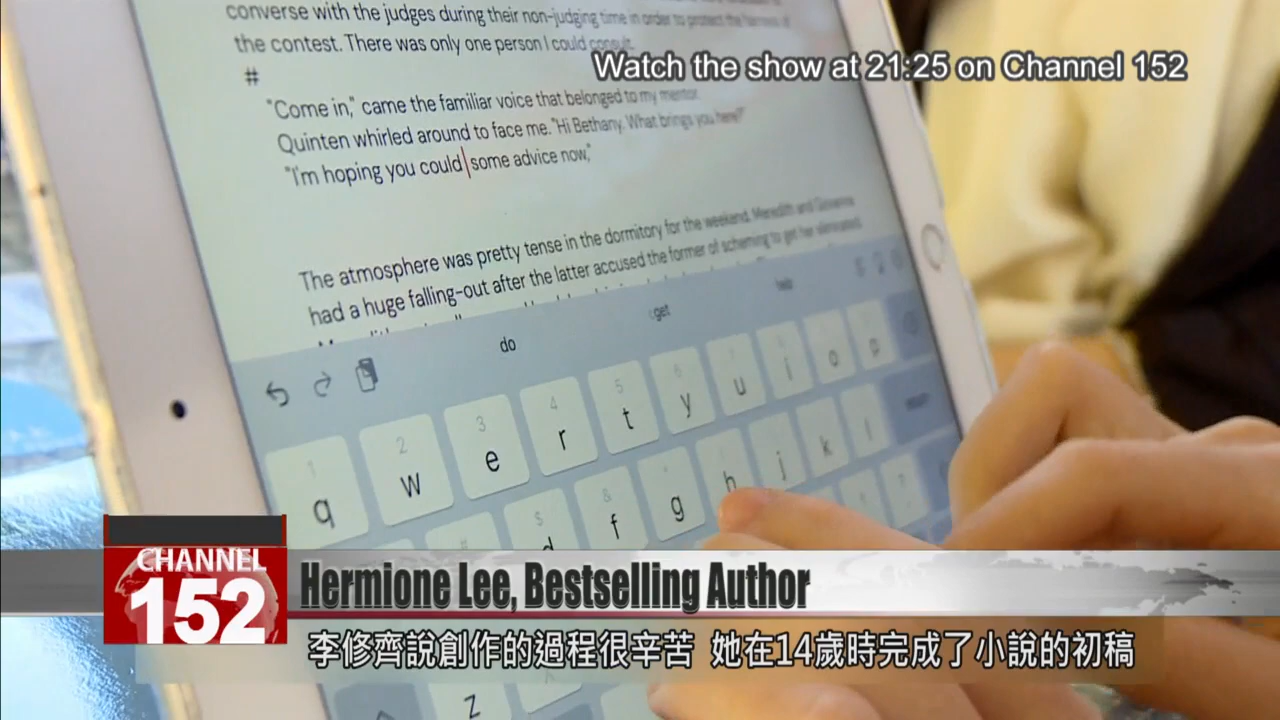 converse with the judges during their non-judging time in order to protect the fairness of
the contest. There was only one person I could consult.
Watch the show at 21:25 on Channel 152
#
"Come in," came the familiar voice that belonged to my mentor.
Quinten whirled around to face me. "Hi Bethany. What brings you here?"
"I'm hoping you could some advice now,"
The atmosphere was pretty tense in the dormitory for the weekend. Meredith and
had a huge falling-out after the latter accused the former of scheming to get her eliminated.
do get
1 2 3 4 5 6
q w e r t y u i o p
$ &
d f g h j k l
z
CHANNEL
152
Hermione Lee, Bestselling Author
李修齊說創作的過程很辛苦 她在14歲時完成了小說的初稿